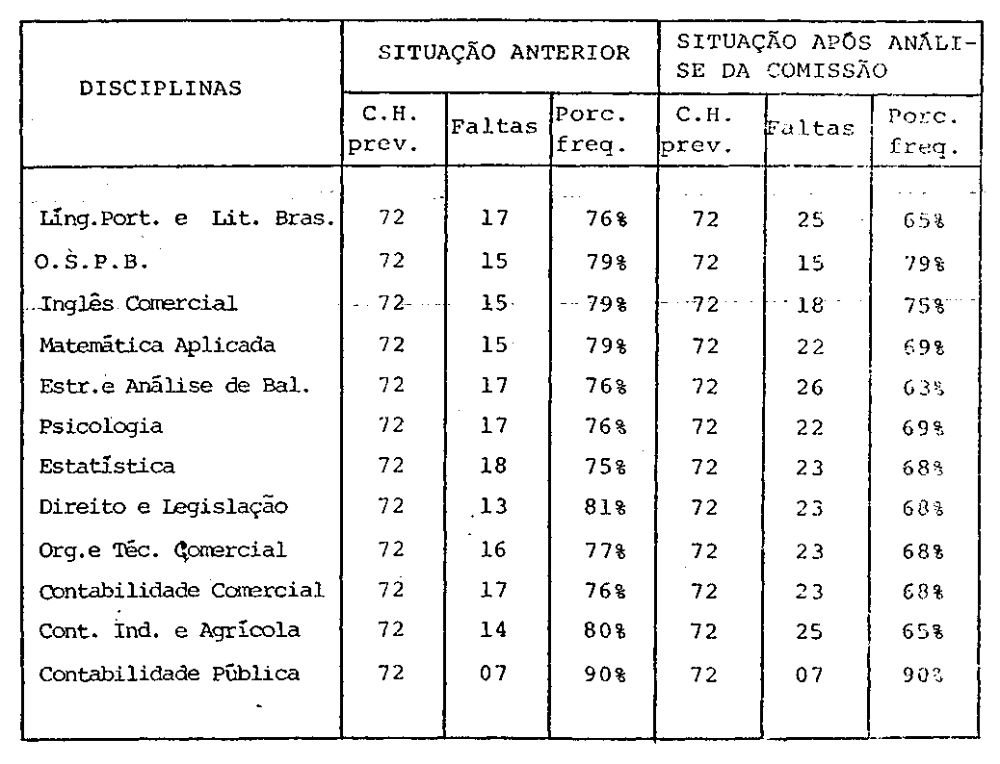 DISCIPLINAS
SITUAÇÃO ANTERIOR
SITUAÇÃO APÓS ANÁLI-
SE DA COMISSÃO
C.H. prev. Faltas Porc. freq. C.H. prev. Faltas Porc. freq.
Líng.Port. e Lit. Bras. 72 17 76% 72 25 65%
O.S.P.B. 72 15 79% 72 15 79%
Inglês Comercial 72 15 79% 72 18 75%
Matemática Aplicada 72 15 79% 72 22 69%
Estr.e Análise de Bal. 72 17 76% 72 26 63%
Psicologia 72 17 76% 72 22 69%
Estatística 72 18 75% 72 23 68%
Direito e Legislação 72 13 81% 72 23 68%
Org.e Téc. Comercial 72 16 77% 72 23 68%
Contabilidade Comercial 72 17 76% 72 23 68%
Cont. Ind. e Agrícola 72 14 80% 72 25 65%
Contabilidade Pública 72 07 90% 72 07 90%